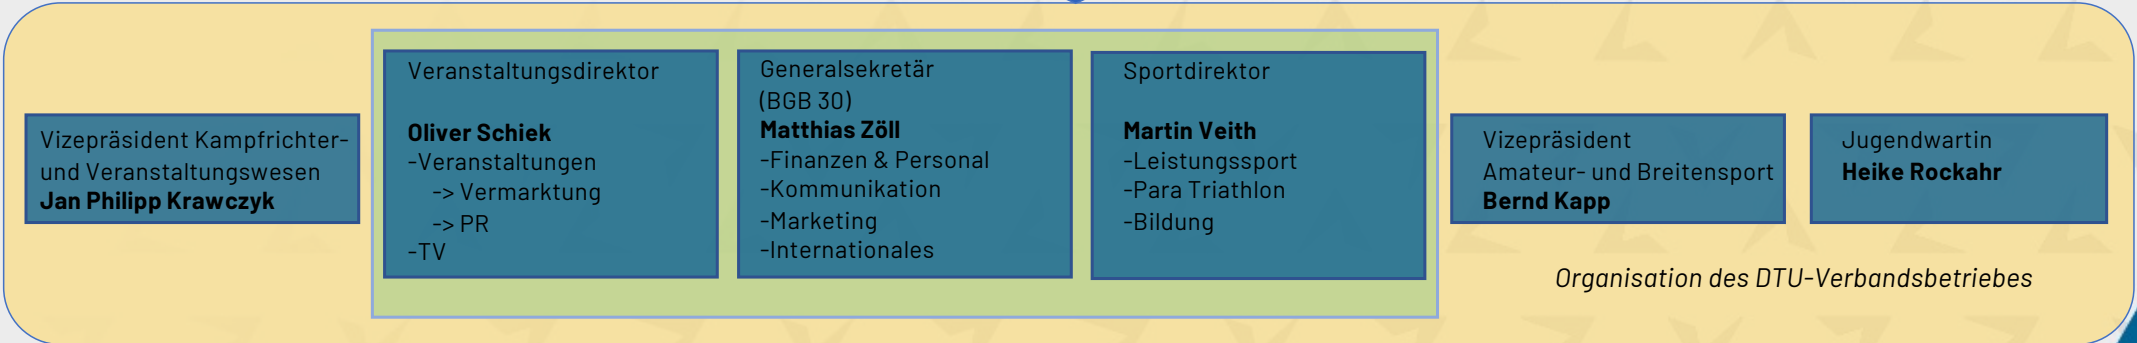 Vizepräsident Kampfrichter-
und Veranstaltungswesen
Jan Philipp Krawczyk
Veranstaltungsdirektor
Oliver Schiek
-Veranstaltungen
-> Vermarktung
-> PR
-TV
Generalsekretär
(BGB 30)
Matthias Zöll
-Finanzen & Personal
-Kommunikation
-Marketing
-Internationales
Sportdirektor
Martin Veith
-Leistungssport
-Para Triathlon
-Bildung
Vizepräsident
Amateur- und Breitensport
Bernd Kapp
Jugendwartin
Heike Rockahr
Organisation des DTU-Verbandsbetriebes